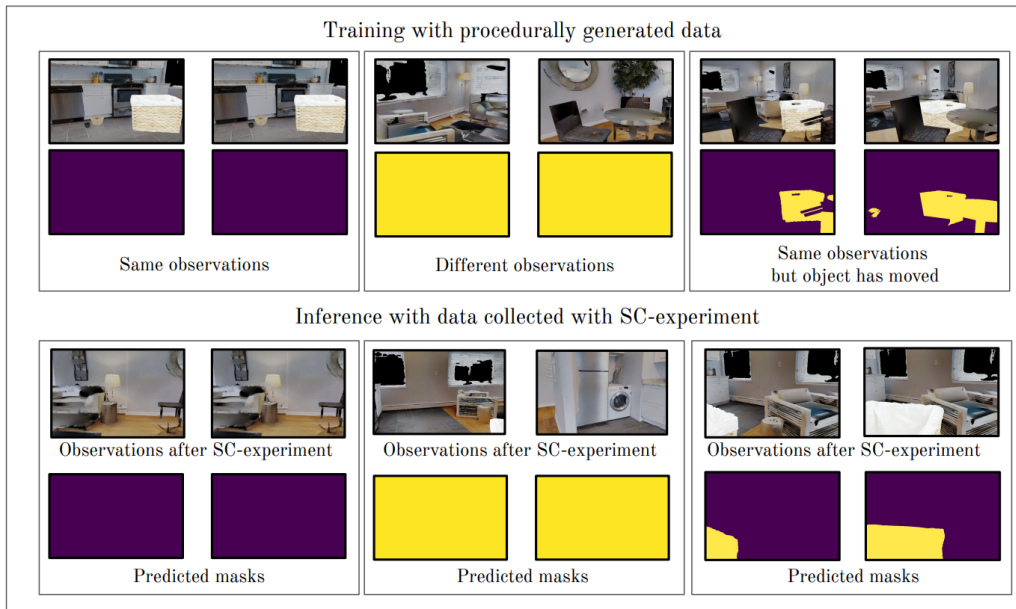 Training with procedurally generated data
Same observations
Different observations
Same observations
but object has moved
Inference with data collected with SC-experiment
Observations after SC-experiment
Observations after SC-experiment
Observations after SC-experiment
Predicted masks
Predicted masks
Predicted masks